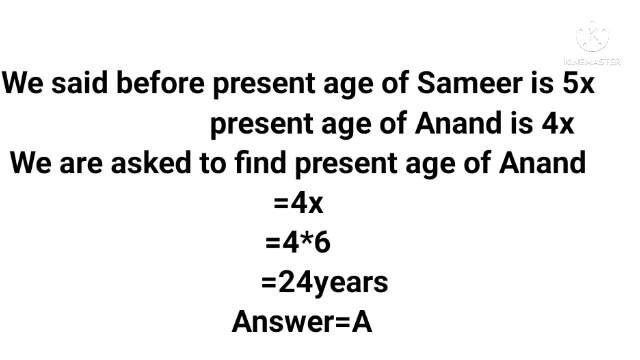 KINEMASTER
We said before present age of Sameer is 5x
present age of Anand is 4x
We are asked to find present age of Anand
=4x
=4*6
=24years
Answer=A